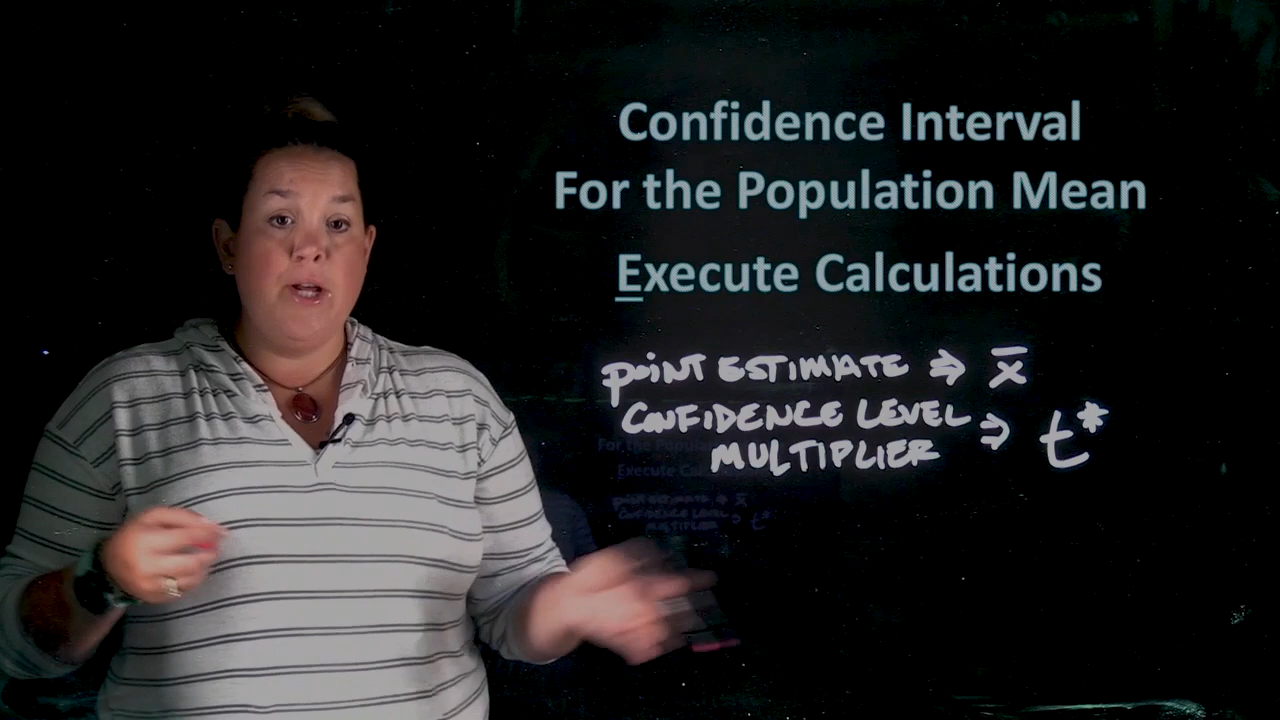 Confidence Interval
For the Population Mean
Execute Calculations
POINT ESTIMATE ⇒ x̄
CONFIDENCE LEVEL
MULTIPLIER ⇒ t*